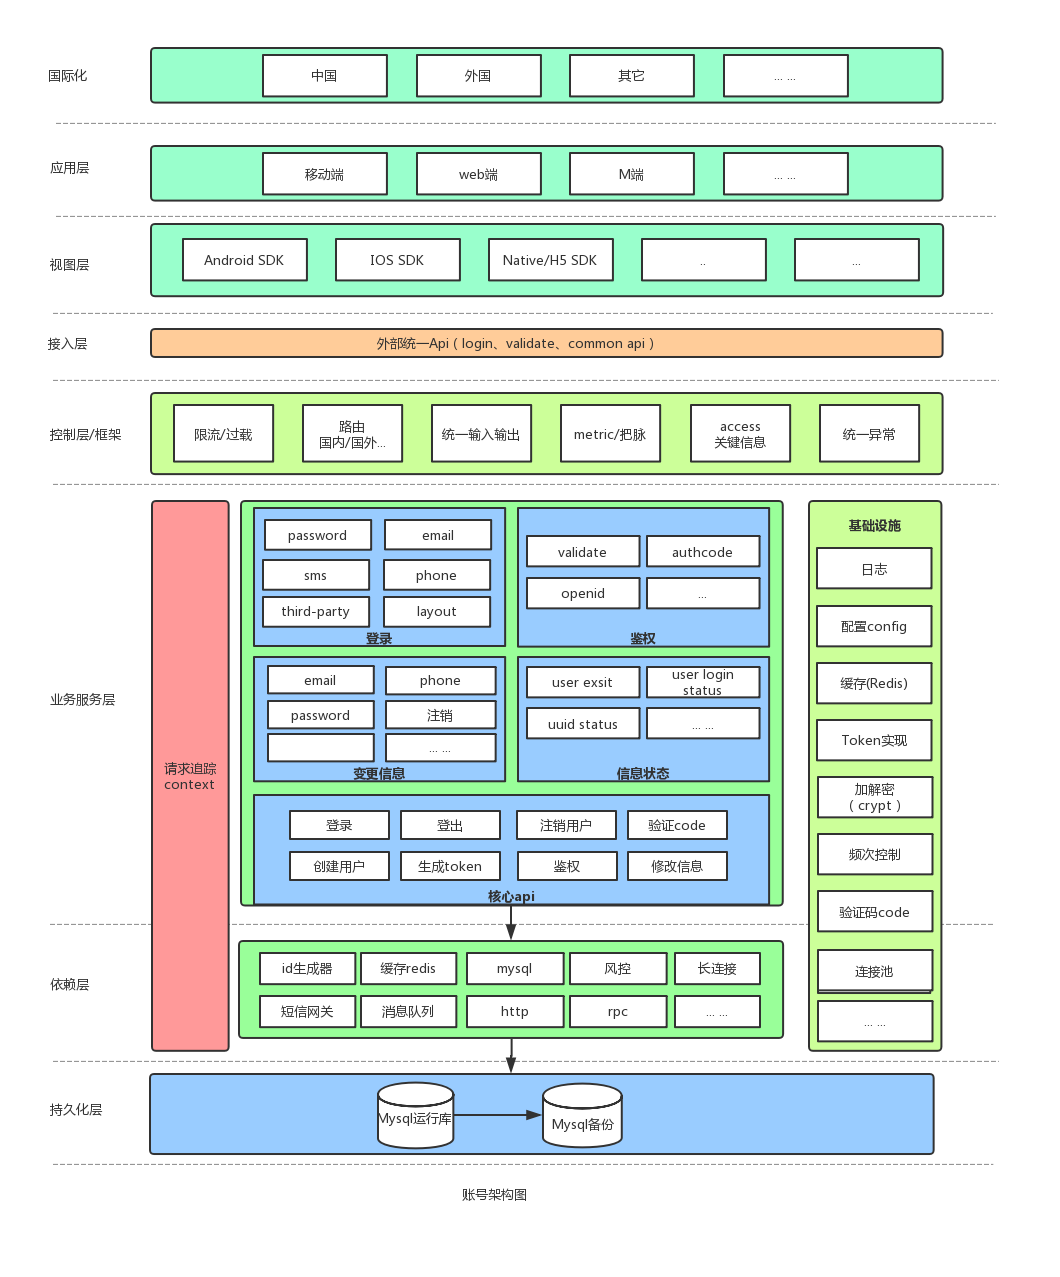 国际化
中国
外国
其它
... ...
应用层
移动端
web端
M端
... ...
视图层
Android SDK
IOS SDK
Native/H5 SDK
..
...
接入层
外部统一Api ( login、validate、common api )
控制层/框架
限流/过载
路由
国内/国外...
统一输入输出
metric/把脉
access
关键信息
统一异常
业务服务层
请求追踪
context
password
email
sms
phone
third-party
layout
登录
validate
authcode
openid
...
鉴权
email
phone
password
注销
... ...
变更信息
user exsit
user login
status
uuid status
... ...
信息状态
登录
登出
注销用户
验证code
创建用户
生成token
鉴权
修改信息
核心api
基础设施
日志
配置config
缓存(Redis)
Token实现
加解密
( crypt )
频次控制
验证码code
连接池
... ...
依赖层
id生成器
缓存redis
mysql
风控
长连接
短信网关
消息队列
http
rpc
... ...
持久化层
Mysql运行库
Mysql备份
账号架构图